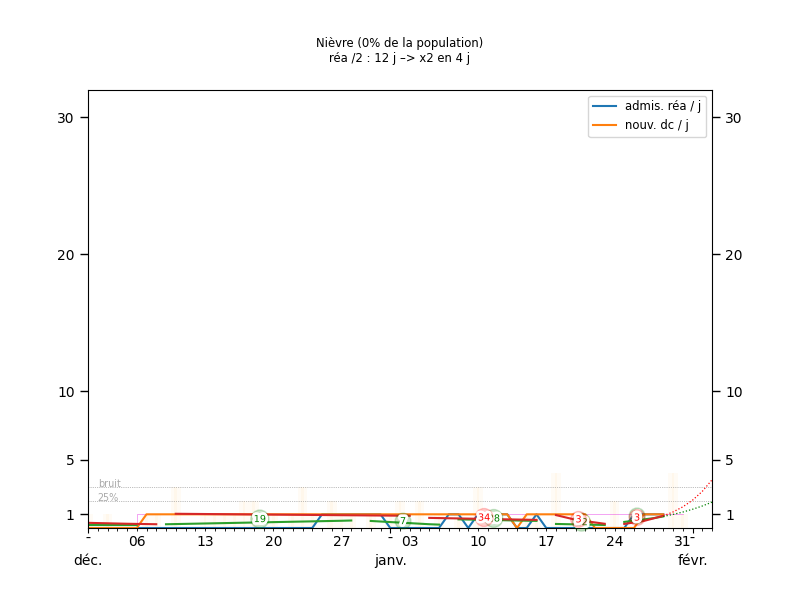 Nièvre (0% de la population)
réa /2 : 12 j –> x2 en 4 j
admis. réa / j
nouv. dc / j
30 30
20 20
10 10
5 5
bruit
25%
1 1
19 7 34 8 3 3
- 06 13 20 27 - 03 10 17 24 31 -
déc. janv. févr.